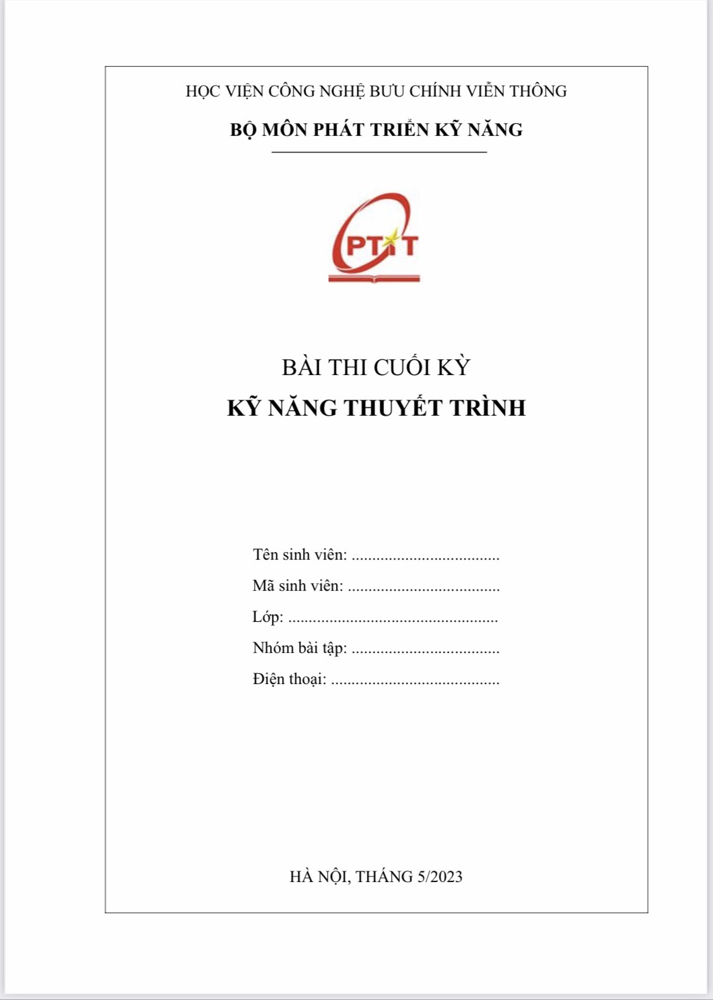 HỌC VIỆN CÔNG NGHỆ BƯU CHÍNH VIỄN THÔNG
BỘ MÔN PHÁT TRIỂN KỸ NĂNG
PTIT
BÀI THI CUỐI KỲ
KỸ NĂNG THUYẾT TRÌNH
Tên sinh viên: ....................................
Mã sinh viên: .....................................
Lớp: ...................................................
Nhóm bài tập: ....................................
Điện thoại: .........................................
HÀ NỘI, THÁNG 5/2023